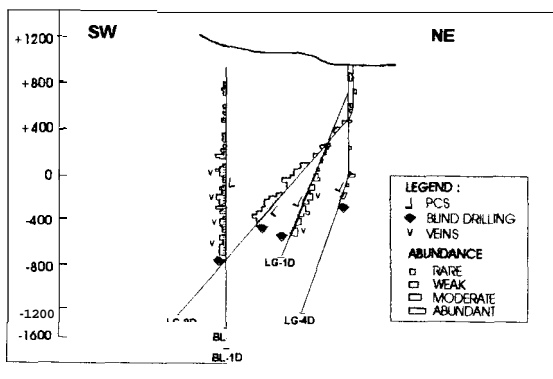 SW
NE
+1200
+800
+400
0
-400
-800
-1200
-1600
V
V
V
V
V
V
LG-1D
LG-4D
BL-1D
LEGEND :
PCS
BLIND DRILLING
V VEINS
ABUNDANCE
RARE
WEAK
MODERATE
ABUNDANT